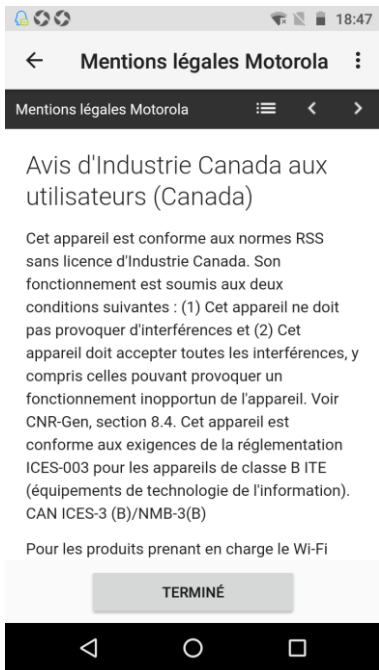 18:47
Mentions légales Motorola
Mentions légales Motorola
Avis d'Industrie Canada aux
utilisateurs (Canada)
Cet appareil est conforme aux normes RSS
sans licence d'Industrie Canada. Son
fonctionnement est soumis aux deux
conditions suivantes : (1) Cet appareil ne doit
pas provoquer d'interférences et (2) Cet
appareil doit accepter toutes les interférences, y
compris celles pouvant provoquer un
fonctionnement inopportun de l'appareil. Voir
CNR-Gen, section 8.4. Cet appareil est
conforme aux exigences de la réglementation
ICES-003 pour les appareils de classe B ITE
(équipements de technologie de l'information).
CAN ICES-3 (B)/NMB-3(B)
Pour les produits prenant en charge le Wi-Fi
TERMINÉ